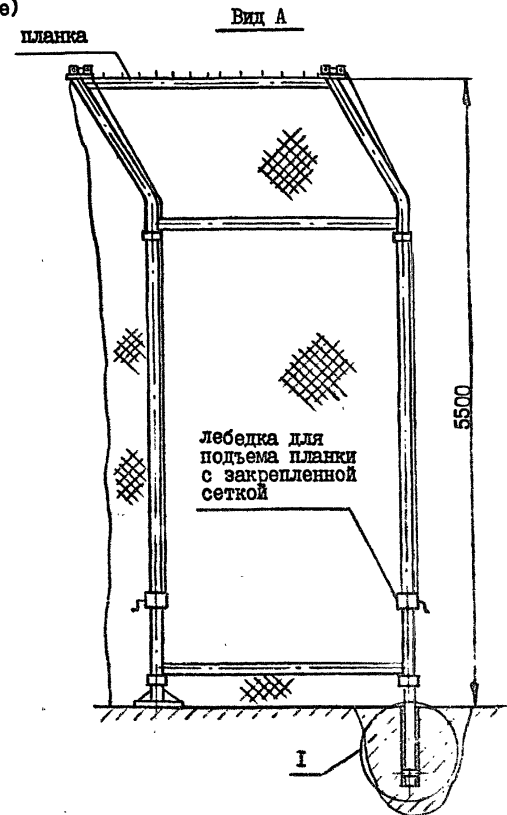 е)
Вид А
планка
5500
лебедка для
подъема планки
с закрепленной
сеткой
I